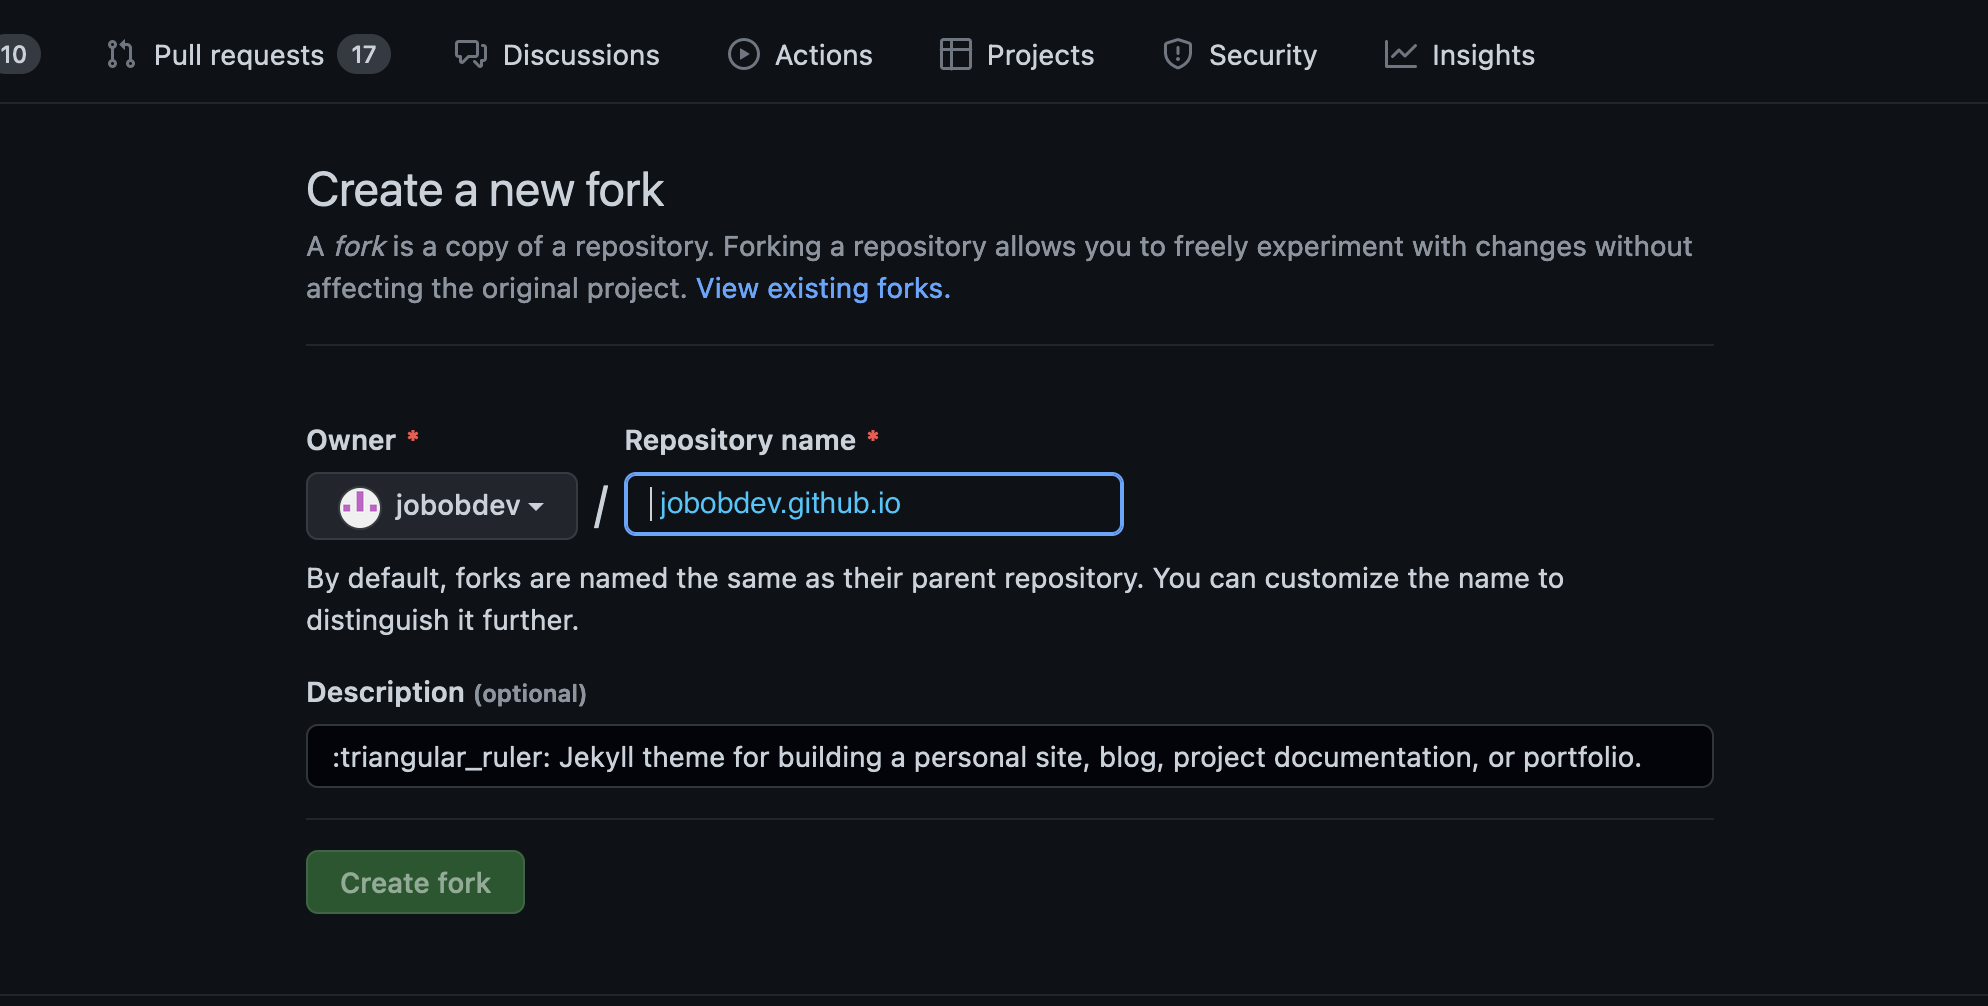 10 Pull requests 17 Discussions Actions Projects Security Insights
Create a new fork
A fork is a copy of a repository. Forking a repository allows you to freely experiment with changes without
affecting the original project. View existing forks.
Owner * Repository name *
jobobdev / jobobdev.github.io
By default, forks are named the same as their parent repository. You can customize the name to
distinguish it further.
Description (optional)
:triangular_ruler: Jekyll theme for building a personal site, blog, project documentation, or portfolio.
Create fork